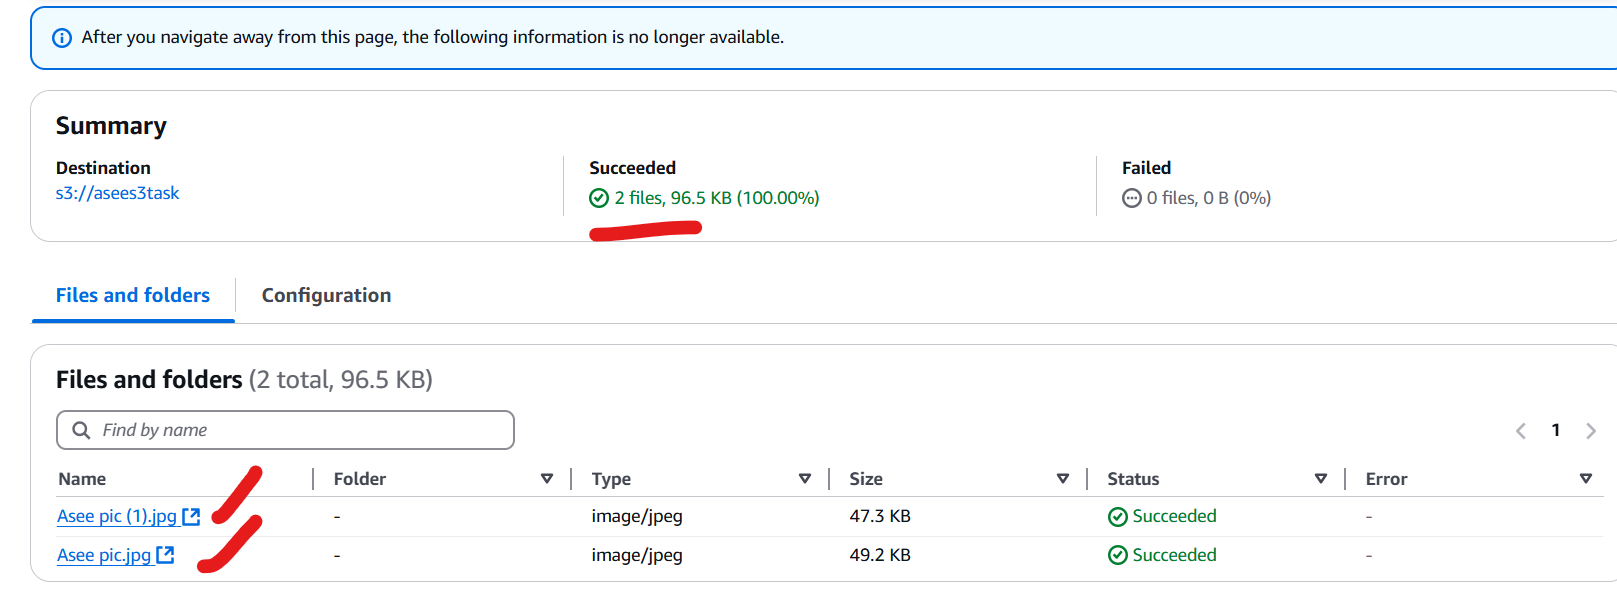 After you navigate away from this page, the following information is no longer available.
Summary
Destination
s3://asees3task
Succeeded
2 files, 96.5 KB (100.00%)
Failed
0 files, 0 B (0%)
Files and folders
Configuration
Files and folders (2 total, 96.5 KB)
Find by name
1
Name Folder Type Size Status Error
Asee pic (1).jpg - image/jpeg 47.3 KB Succeeded -
Asee pic.jpg - image/jpeg 49.2 KB Succeeded -